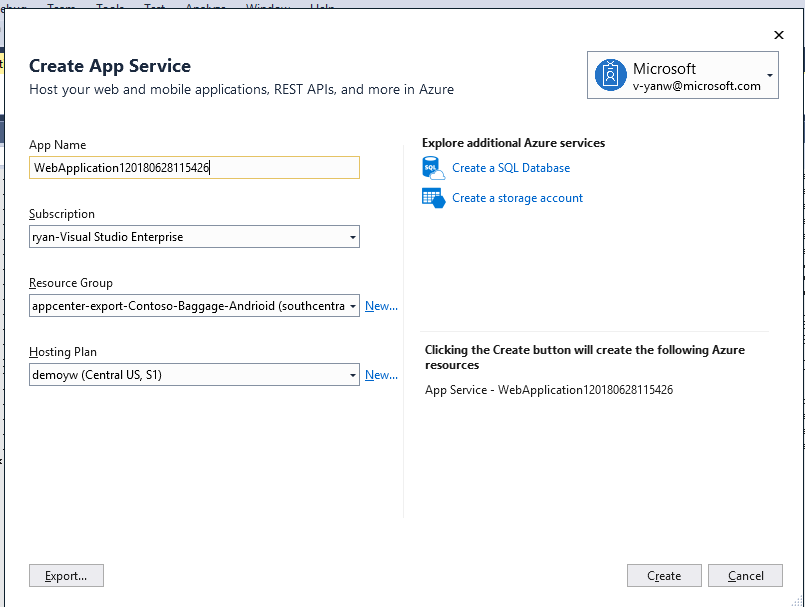 Team Tools Test Analyze Window Help
Create App Service
Host your web and mobile applications, REST APIs, and more in Azure
Microsoft
v-yanw@microsoft.com
App Name
WebApplication120180628115426
Subscription
ryan-Visual Studio Enterprise
Resource Group
appcenter-export-Contoso-Baggage-Andrioid (southcentra
New...
Hosting Plan
demoyw (Central US, S1)
New...
Explore additional Azure services
SQL
Create a SQL Database
Create a storage account
Clicking the Create button will create the following Azure
resources
App Service - WebApplication120180628115426
Export...
Create
Cancel